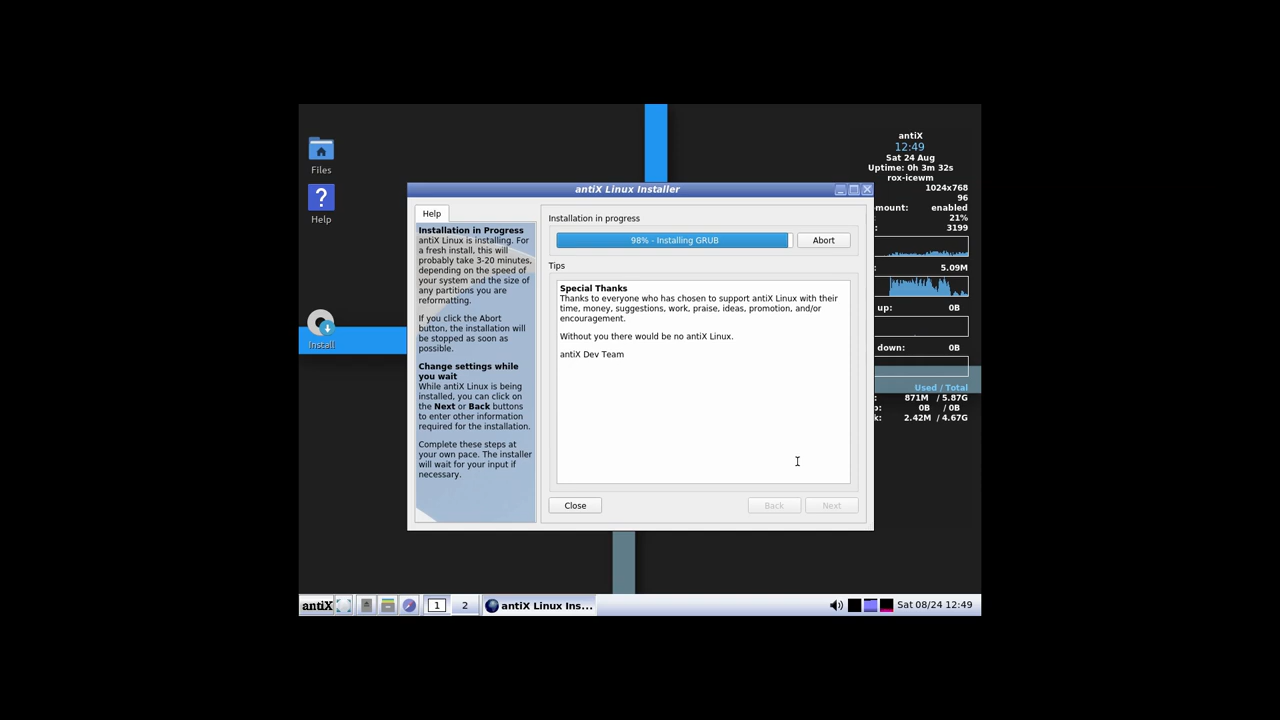 Files
Help
Install
antiX
12:49
Sat 24 Aug
Uptime: 0h 3m 32s
rox-icewm
1024x768
96
mount: enabled
: 21%
: 3199
: 5.09M
up: 0B
down: 0B
Used / Total
: 871M / 5.87G
p: 0B / 0B
k: 2.42M / 4.67G
antiX Linux Installer
Help
Installation in Progress
antiX Linux is installing. For
a fresh install, this will
probably take 3-20 minutes,
depending on the speed of
your system and the size of
any partitions you are
reformatting.
If you click the Abort
button, the installation will
be stopped as soon as
possible.
Change settings while
you wait
While antiX Linux is being
installed, you can click on
the Next or Back buttons
to enter other information
required for the installation.
Complete these steps at
your own pace. The installer
will wait for your input if
necessary.
Installation in progress
98% - Installing GRUB
Abort
Tips
Special Thanks
Thanks to everyone who has chosen to support antiX Linux with their
time, money, suggestions, work, praise, ideas, promotion, and/or
encouragement.
Without you there would be no antiX Linux.
antiX Dev Team
Close
Back
Next
antiX
1
2
antiX Linux Ins...
Sat 08/24 12:49